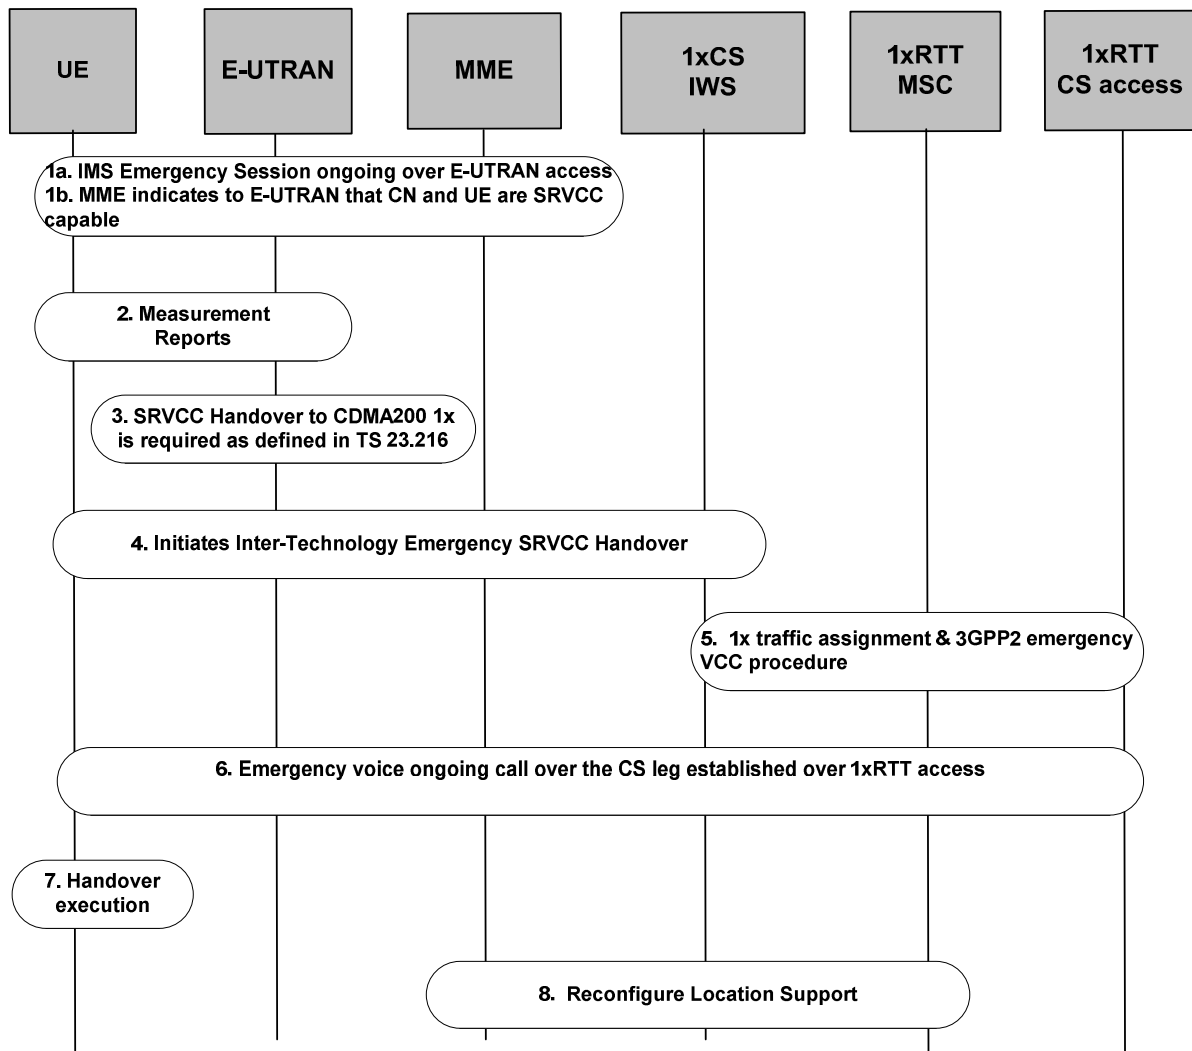 UE
E-UTRAN
MME
1xCS
IWS
1xRTT
MSC
1xRTT
CS access
1a. IMS Emergency Session ongoing over E-UTRAN access
1b. MME indicates to E-UTRAN that CN and UE are SRVCC
capable
2. Measurement
Reports
3. SRVCC Handover to CDMA200 1x
is required as defined in TS 23.216
4. Initiates Inter-Technology Emergency SRVCC Handover
5. 1x traffic assignment & 3GPP2 emergency
VCC procedure
6. Emergency voice ongoing call over the CS leg established over 1xRTT access
7. Handover
execution
8. Reconfigure Location Support